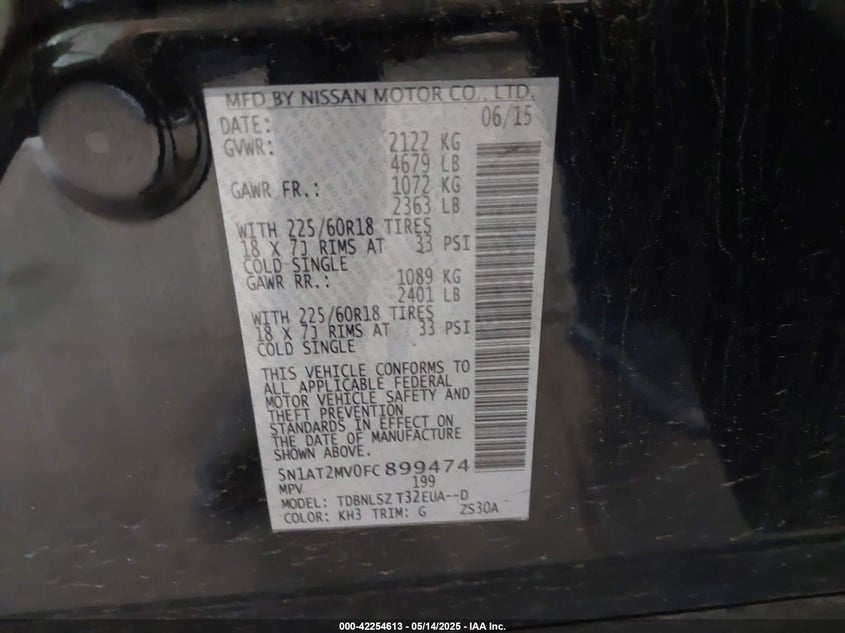 MFD BY NISSAN MOTOR CO., LTD.
DATE: 06/15
GVWR: 2122 KG
4679 LB
GAWR FR.: 1072 KG
2363 LB
WITH 225/60R18 TIRES
18 X 7J RIMS AT 33 PSI
COLD SINGLE
GAWR RR.: 1089 KG
2401 LB
WITH 225/60R18 TIRES
18 X 7J RIMS AT 33 PSI
COLD SINGLE
THIS VEHICLE CONFORMS TO
ALL APPLICABLE FEDERAL
MOTOR VEHICLE SAFETY AND
THEFT PREVENTION
STANDARDS IN EFFECT ON
THE DATE OF MANUFACTURE
SHOWN ABOVE.
5N1AT2MV0FC899474
MPV 199
MODEL: TDBNLSZ T32EUA--D
COLOR: KH3 TRIM: G ZS30A
000-42254613 - 05/14/2025 - IAA Inc.